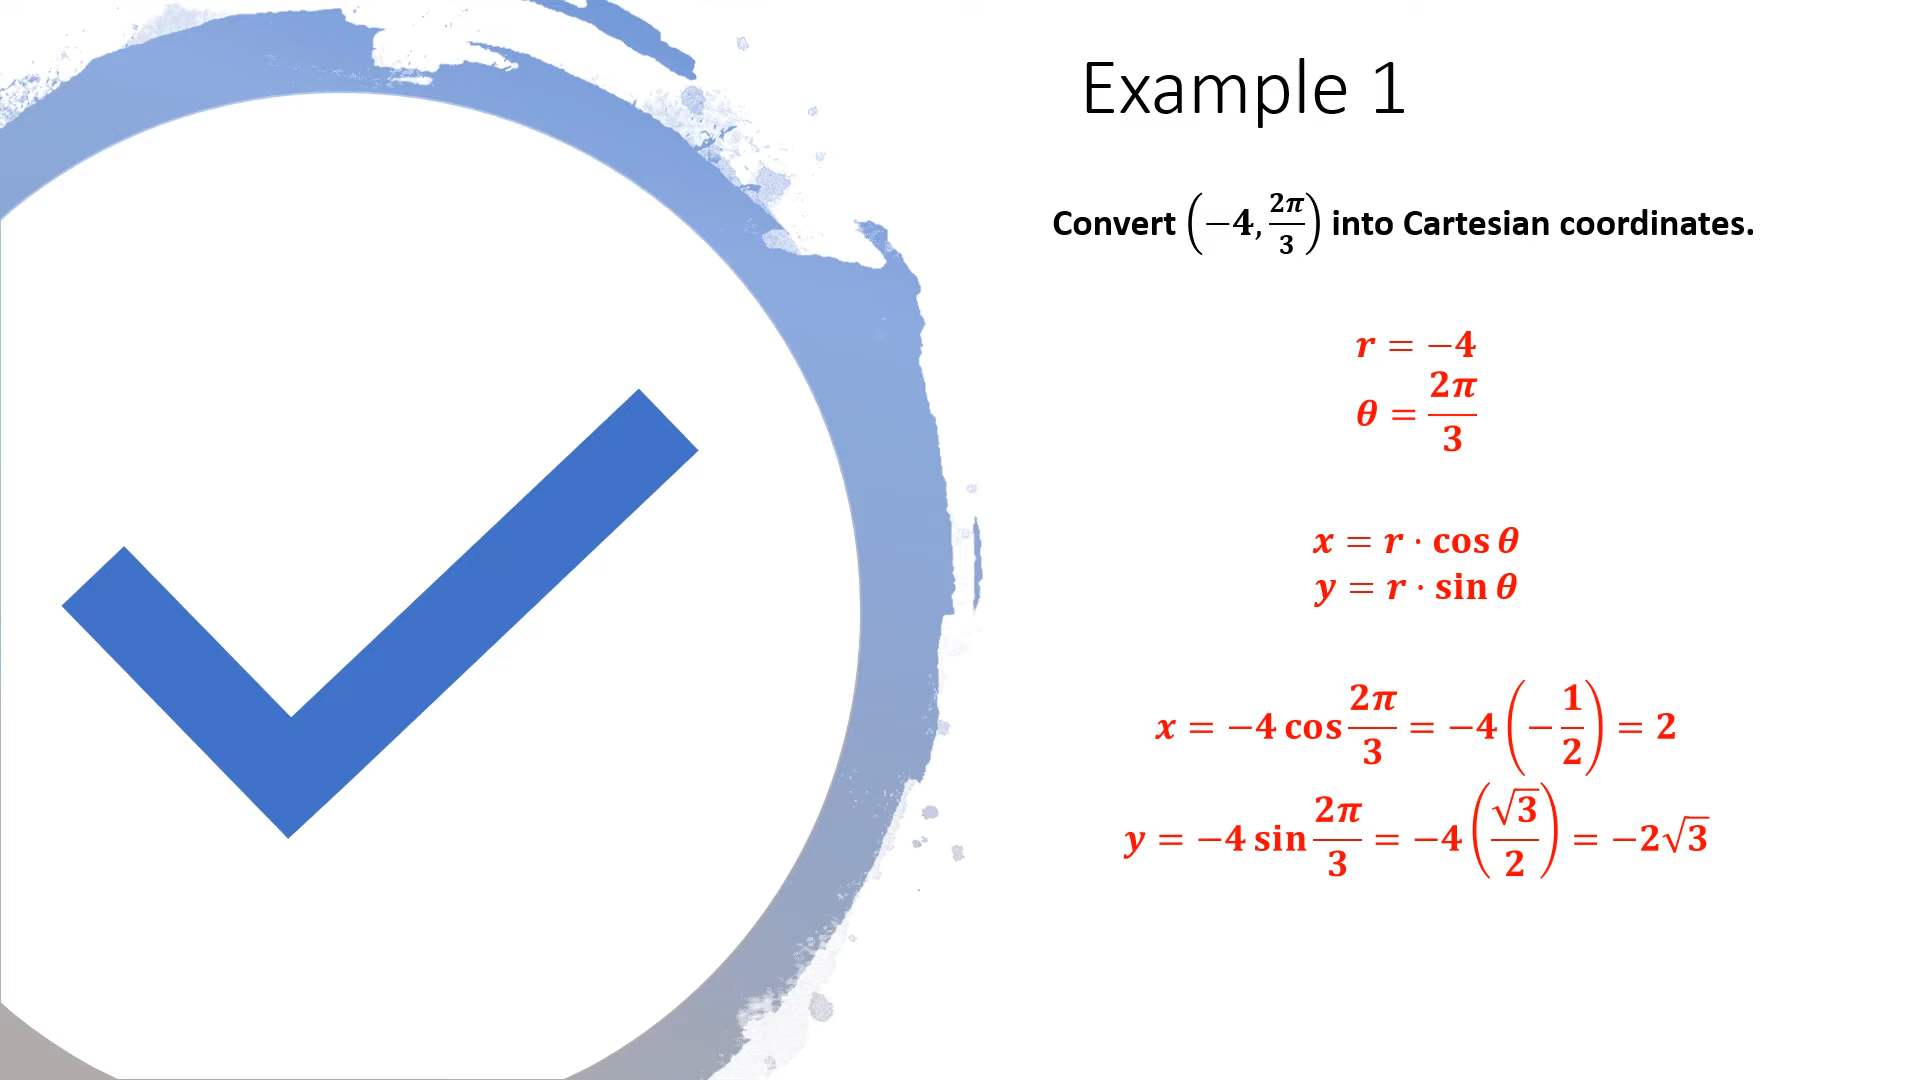 Example 1
Convert (−4, 2π/3) into Cartesian coordinates.
r = −4
θ = 2π/3
x = r · cos θ
y = r · sin θ
x = −4 cos 2π/3 = −4 (−1/2) = 2
y = −4 sin 2π/3 = −4 (√3/2) = −2√3